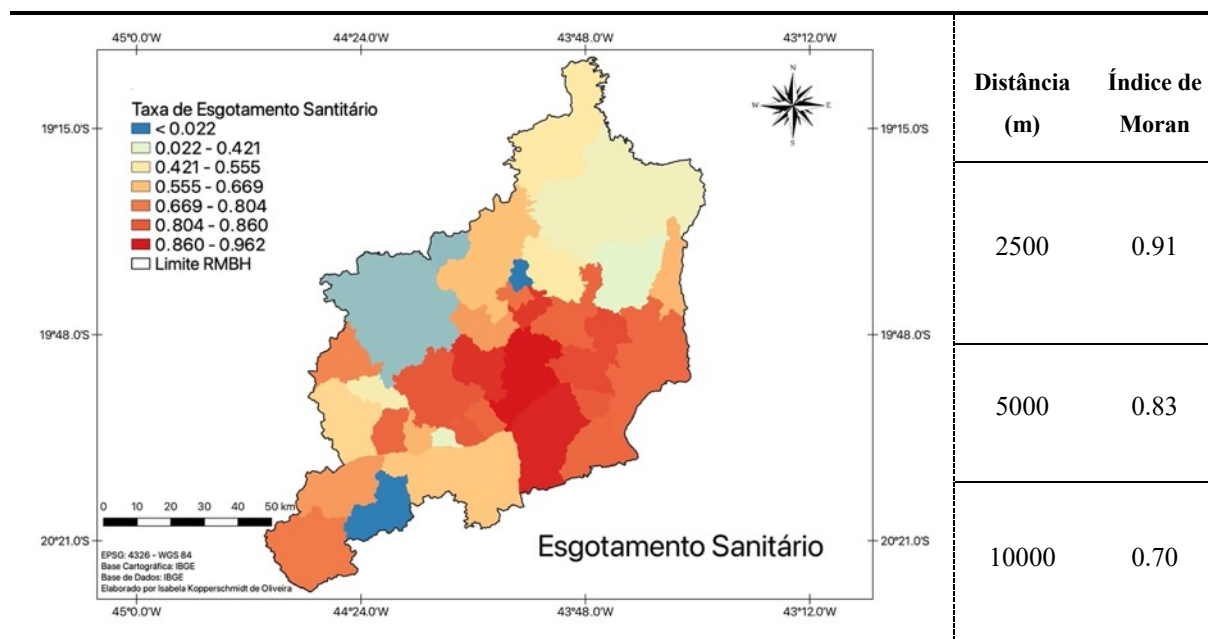 45°0.0'W 44°24.0'W 43°48.0'W 43°12.0'W
N
W E
S
Taxa de Esgotamento Sanitário
< 0.022
0.022 - 0.421
0.421 - 0.555
0.555 - 0.669
0.669 - 0.804
0.804 - 0.860
0.860 - 0.962
Limite RMBH
19°15.0'S 19°15.0'S
19°48.0'S 19°48.0'S
20°21.0'S 20°21.0'S
0 10 20 30 40 50 km
EPSG: 4326 - WGS 84
Base Cartográfica: IBGE
Base de Dados: IBGE
Elaborado por Isabela Kopperschmidt de Oliveira
Esgotamento Sanitário
45°0.0'W 44°24.0'W 43°48.0'W 43°12.0'W
Distância Índice de
(m) Moran
2500 0.91
5000 0.83
10000 0.70